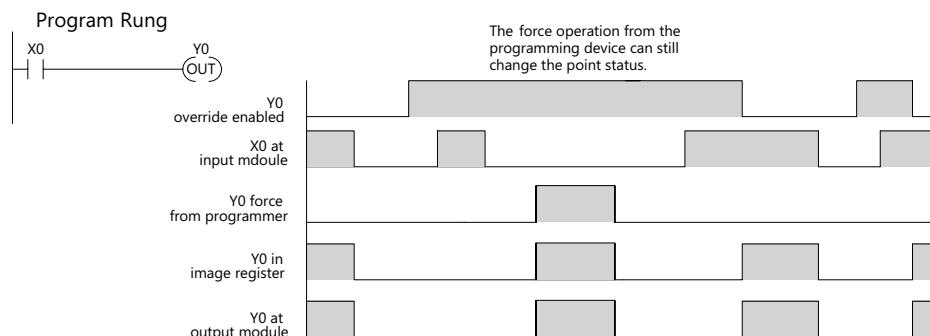 Program Rung
X0
Y0
OUT
The force operation from the
programming device can still
change the point status.
Y0
override enabled
X0 at
input mdoule
Y0 force
from programmer
Y0 in
image register
Y0 at
output module